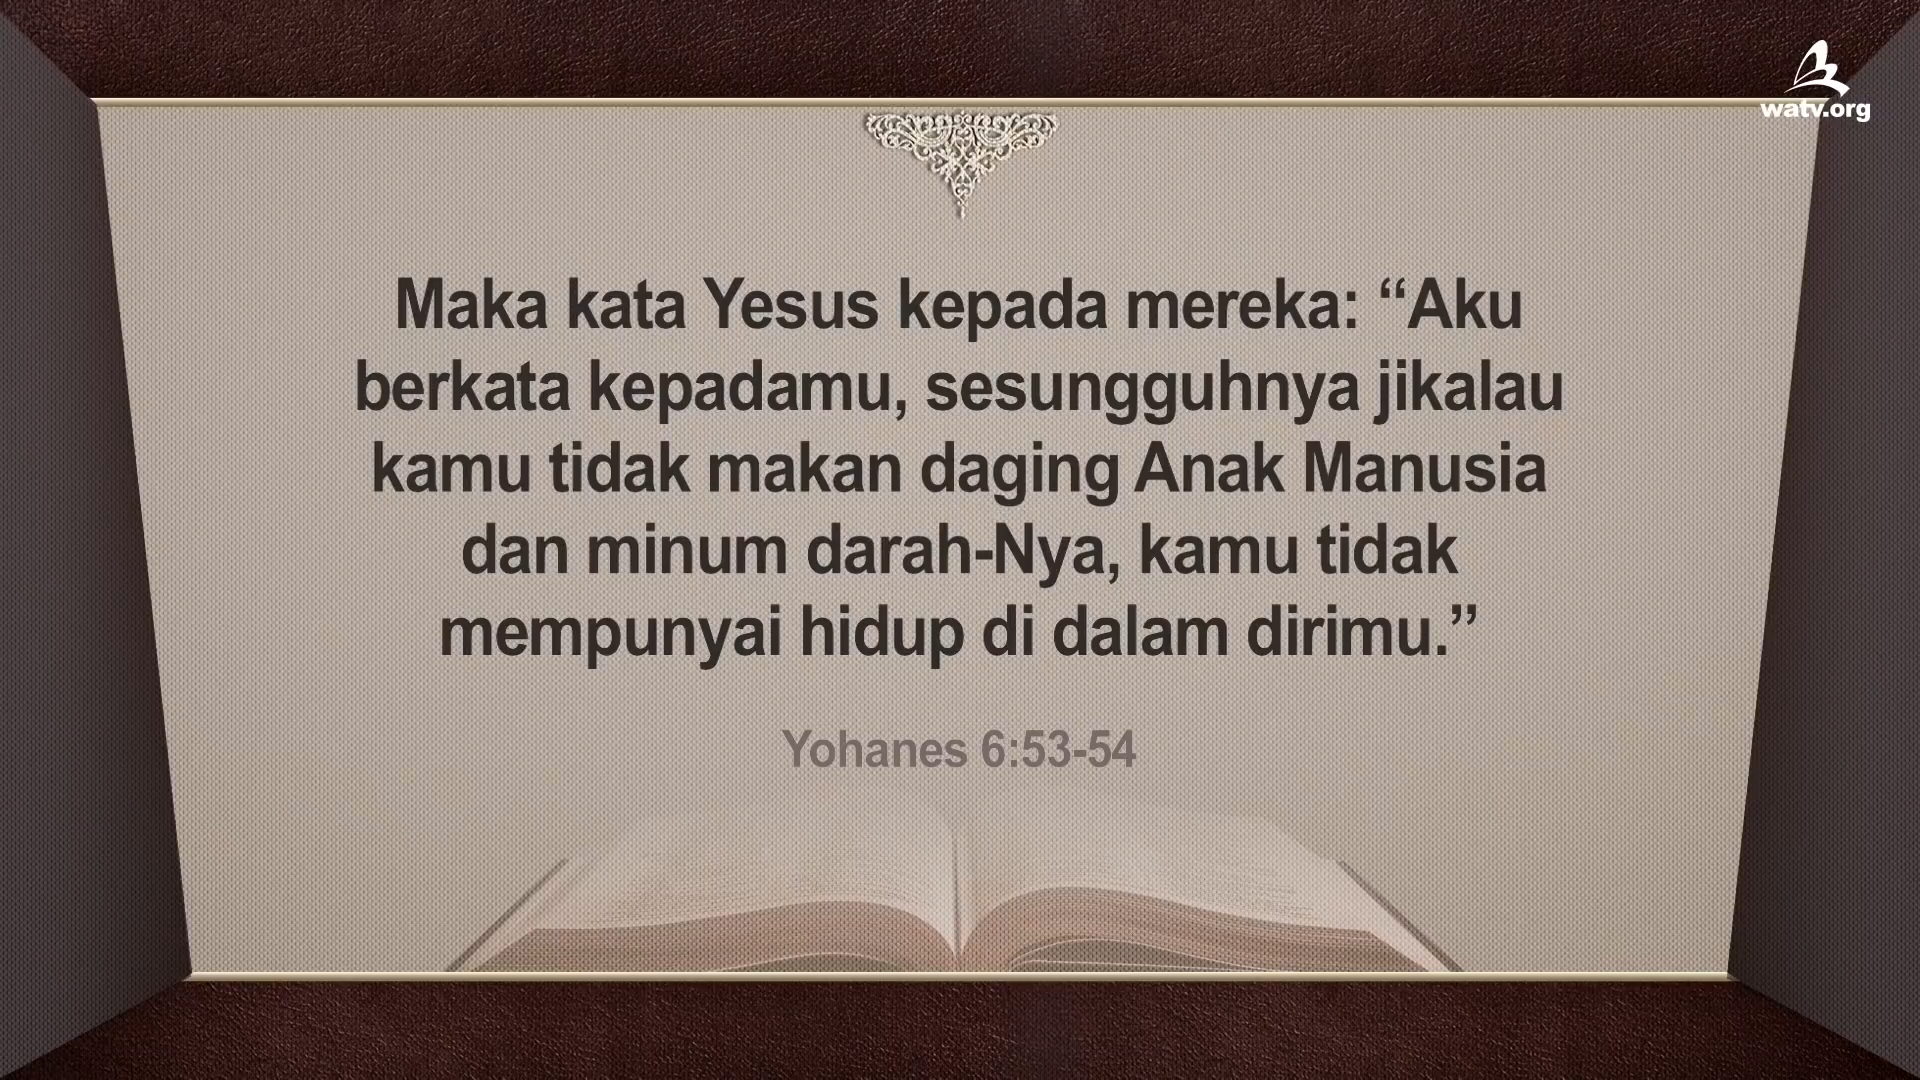 watv.org
Maka kata Yesus kepada mereka: “Aku
berkata kepadamu, sesungguhnya jikalau
kamu tidak makan daging Anak Manusia
dan minum darah-Nya, kamu tidak
mempunyai hidup di dalam dirimu.”
Yohanes 6:53-54